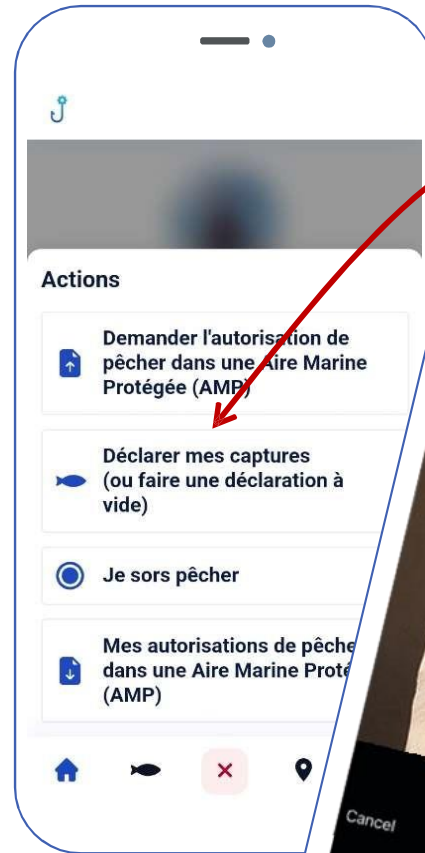 Actions
Demander l'autorisation de
pêcher dans une Aire Marine
Protégée (AMP)
Déclarer mes captures
(ou faire une déclaration à
vide)
Je sors pêcher
Mes autorisations de pêche
dans une Aire Marine Proté
(AMP)
Cancel